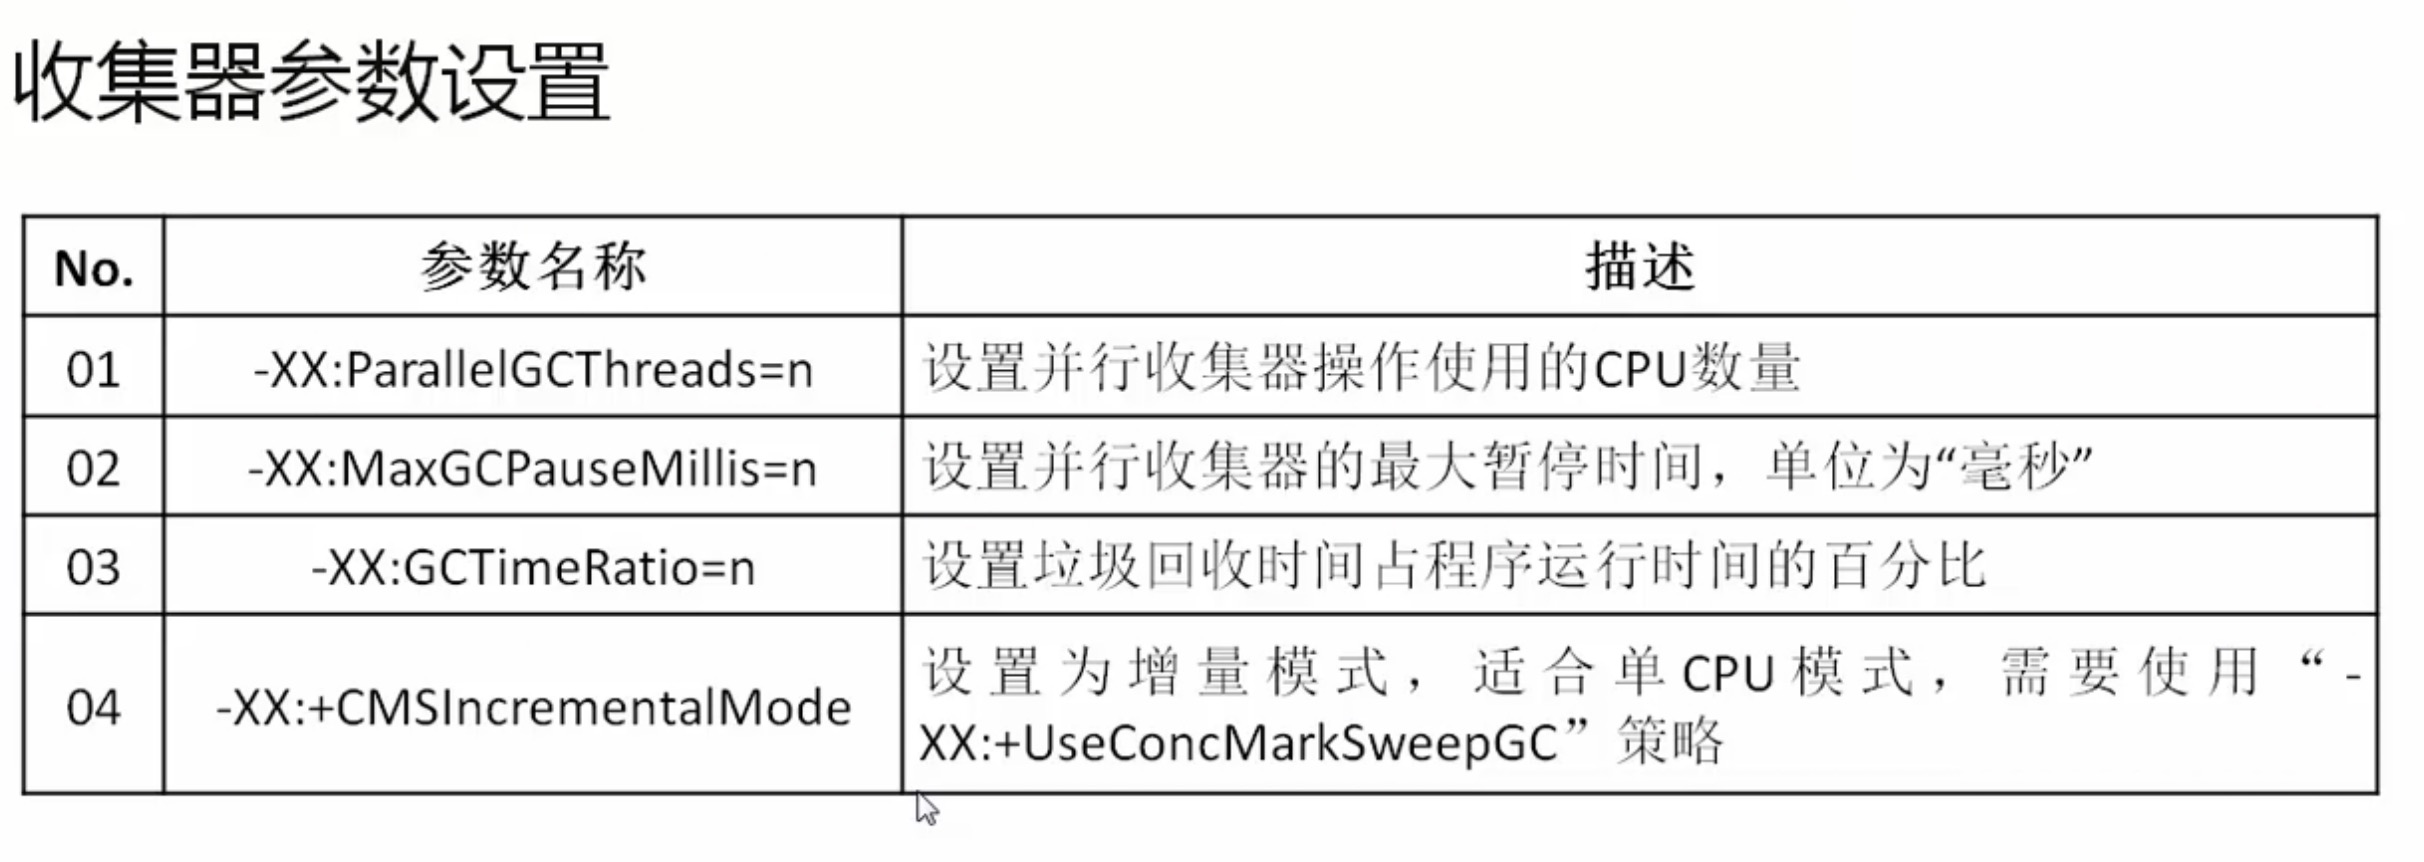 收集器参数设置
No. 参数名称 描述
01 -XX:ParallelGCThreads=n 设置并行收集器操作使用的CPU数量
02 -XX:MaxGCPauseMillis=n 设置并行收集器的最大暂停时间，单位为“毫秒”
03 -XX:GCTimeRatio=n 设置垃圾回收时间占程序运行时间的百分比
04 -XX:+CMSIncrementalMode 设置为增量模式，适合单CPU模式，需要使用“-
XX:+UseConcMarkSweepGC”策略